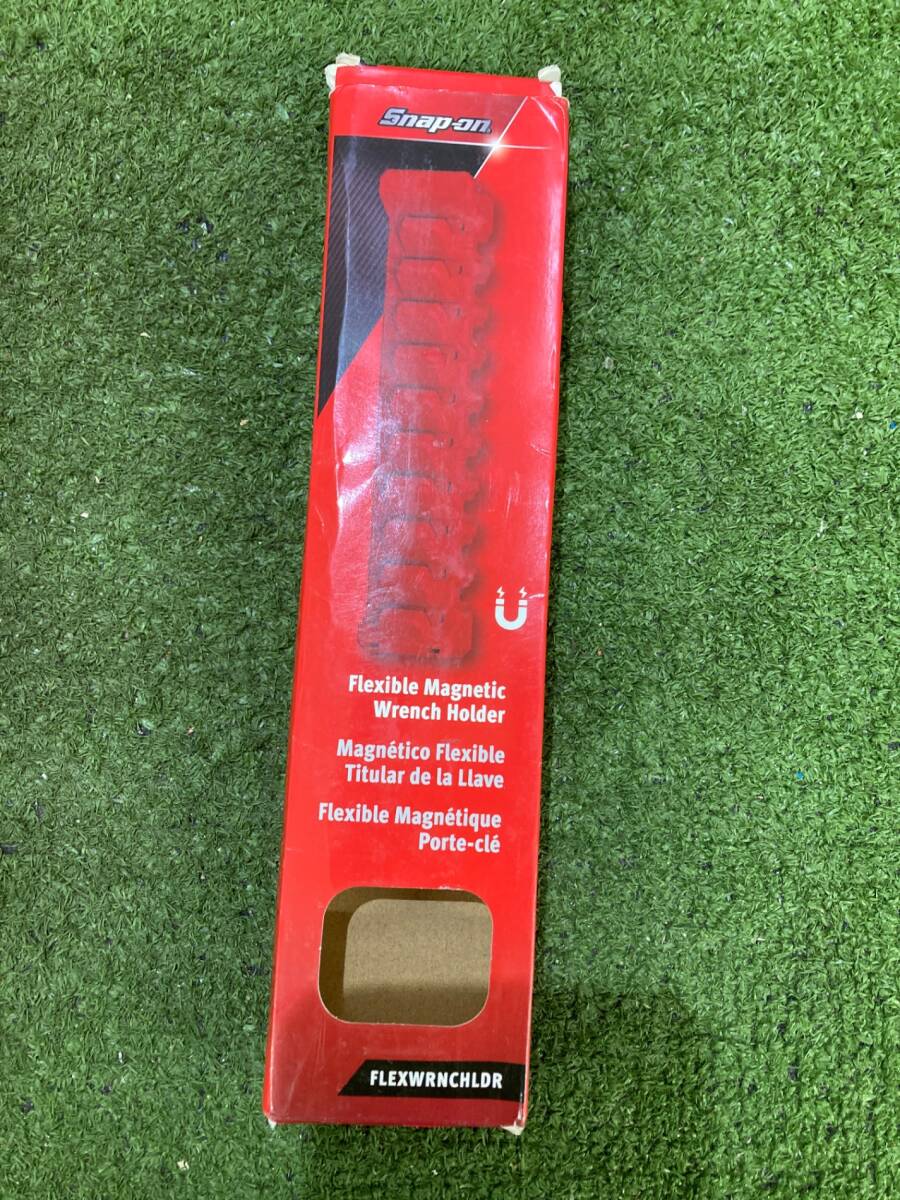 Snap-on
Flexible Magnetic
Wrench Holder
Magnético Flexible
Titular de la Llave
Flexible Magnétique
Porte-clé
FLEXWRNCHLDR